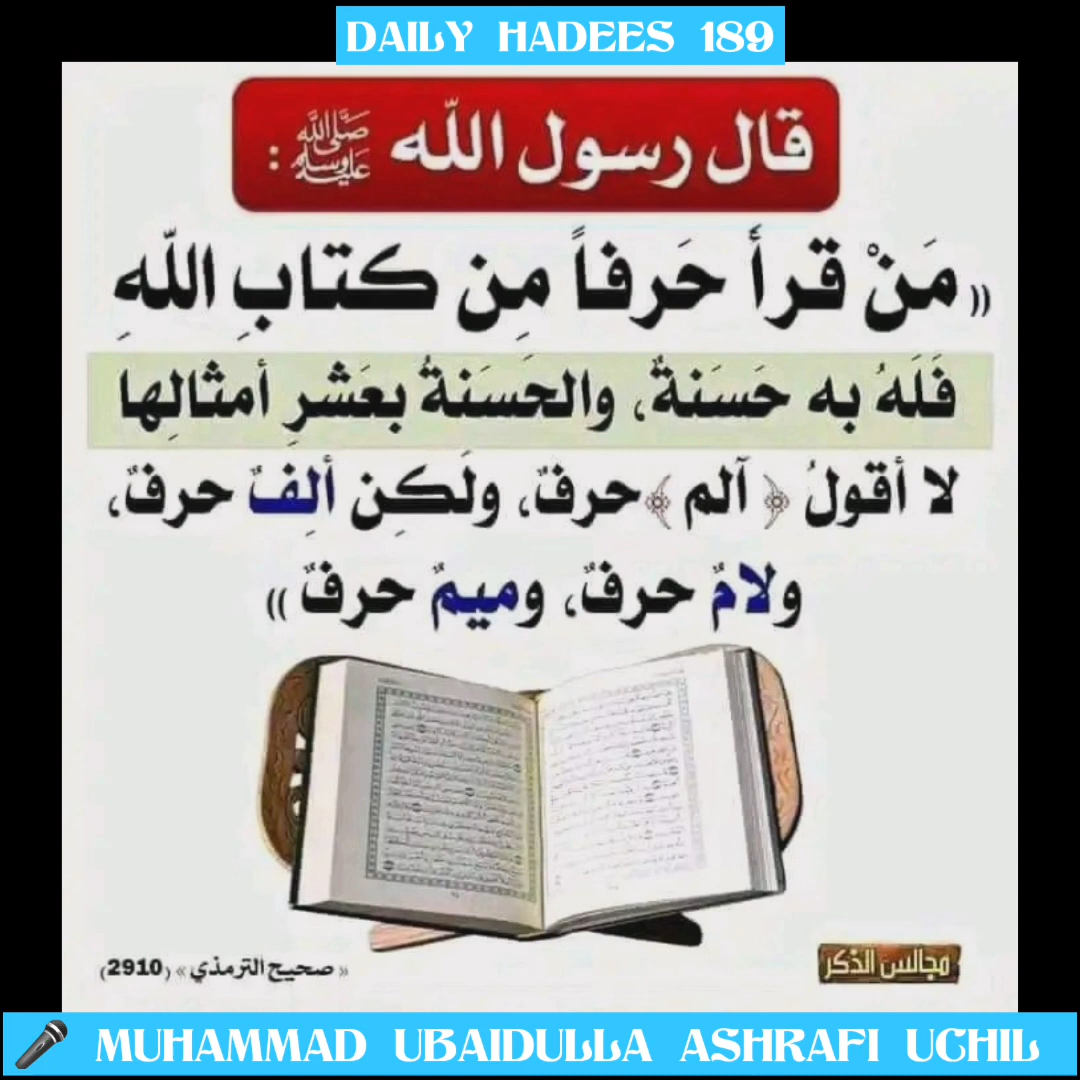 DAILY HADEES 189
قال رسول الله ﷺ :
(( مَنْ قرأَ حَرفاً مِن كتابِ اللهِ
فَلَهُ به حَسَنةٌ، والحَسَنةُ بعَشرِ أمثالِها
لا أقولُ ﴿ آلم ﴾ حرفٌ، ولَكِن ألِفٌ حرفٌ،
ولامٌ حرفٌ، وميمٌ حرفٌ ))
« صحيح الترمذي » (2910)
مجالس الذكر
MUHAMMAD UBAIDULLA ASHRAFI UCHIL